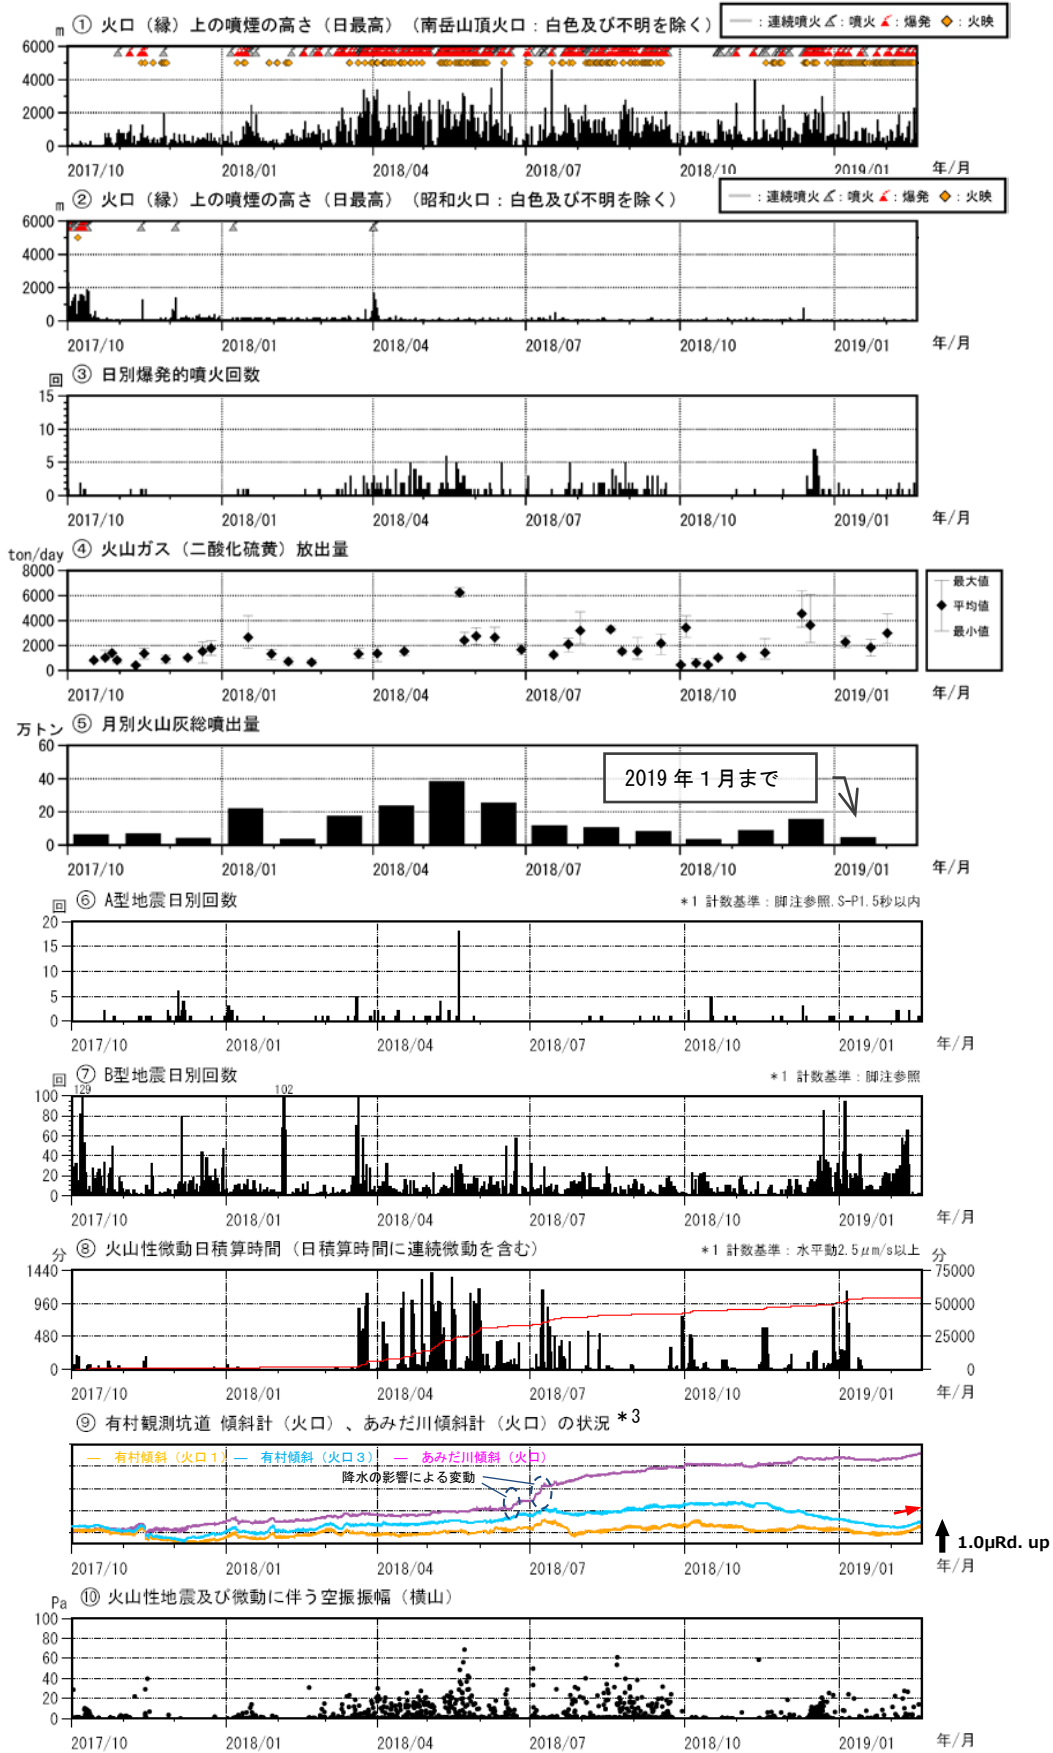 ① 火口（縁）上の噴煙の高さ（日最高）（南岳山頂火口：白色及び不明を除く）
：連続噴火 ：噴火 ：爆発 ：火映
m
6000
4000
2000
0
2017/10 2018/01 2018/04 2018/07 2018/10 2019/01 年/月
② 火口（縁）上の噴煙の高さ（日最高）（昭和火口：白色及び不明を除く）
：連続噴火 ：噴火 ：爆発 ：火映
m
6000
4000
2000
0
2017/10 2018/01 2018/04 2018/07 2018/10 2019/01 年/月
回 ③ 日別爆発的噴火回数
15
10
5
0
2017/10 2018/01 2018/04 2018/07 2018/10 2019/01 年/月
ton/day ④ 火山ガス（二酸化硫黄）放出量
8000
6000
4000
2000
0
最大値
平均値
最小値
2017/10 2018/01 2018/04 2018/07 2018/10 2019/01 年/月
万トン ⑤ 月別火山灰総噴出量
60
40
20
0
2019年1月まで
2017/10 2018/01 2018/04 2018/07 2018/10 2019/01 年/月
回 ⑥ A型地震日別回数 *1 計数基準：脚注参照．S-P1.5秒以内
20
15
10
5
0
2017/10 2018/01 2018/04 2018/07 2018/10 2019/01 年/月
回 ⑦ B型地震日別回数 *1 計数基準：脚注参照
129 102
100
80
60
40
20
0
2017/10 2018/01 2018/04 2018/07 2018/10 2019/01 年/月
分 ⑧ 火山性微動日積算時間（日積算時間に連続微動を含む） *1 計数基準：水平動2.5μm/s以上 分
1440 75000
960 50000
480 25000
0 0
2017/10 2018/01 2018/04 2018/07 2018/10 2019/01 年/月
⑨ 有村観測坑道 傾斜計（火口）、あみだ川傾斜計（火口）の状況 *3
— 有村傾斜（火口１）— 有村傾斜（火口３）— あみだ川傾斜（火口）
降水の影響による変動
1.0μRd. up
2017/10 2018/01 2018/04 2018/07 2018/10 2019/01 年/月
Pa ⑩ 火山性地震及び微動に伴う空振振幅（横山）
100
80
60
40
20
0
2017/10 2018/01 2018/04 2018/07 2018/10 2019/01 年/月